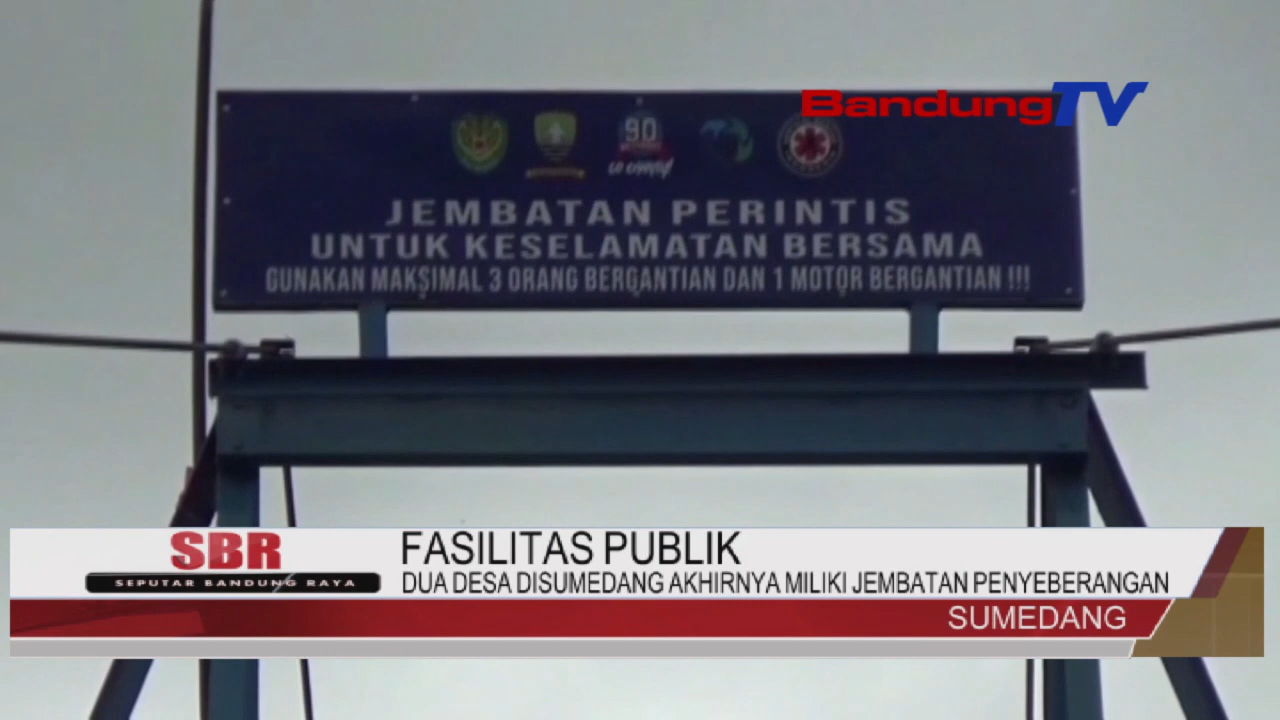 BandungTV
90
JEMBATAN PERINTIS
UNTUK KESELAMATAN BERSAMA
GUNAKAN MAKSIMAL 3 ORANG BERGANTIAN DAN 1 MOTOR BERGANTIAN !!!
SBR
SEPUTAR BANDUNG RAYA
FASILITAS PUBLIK
DUA DESA DISUMEDANG AKHIRNYA MILIKI JEMBATAN PENYEBERANGAN
SUMEDANG